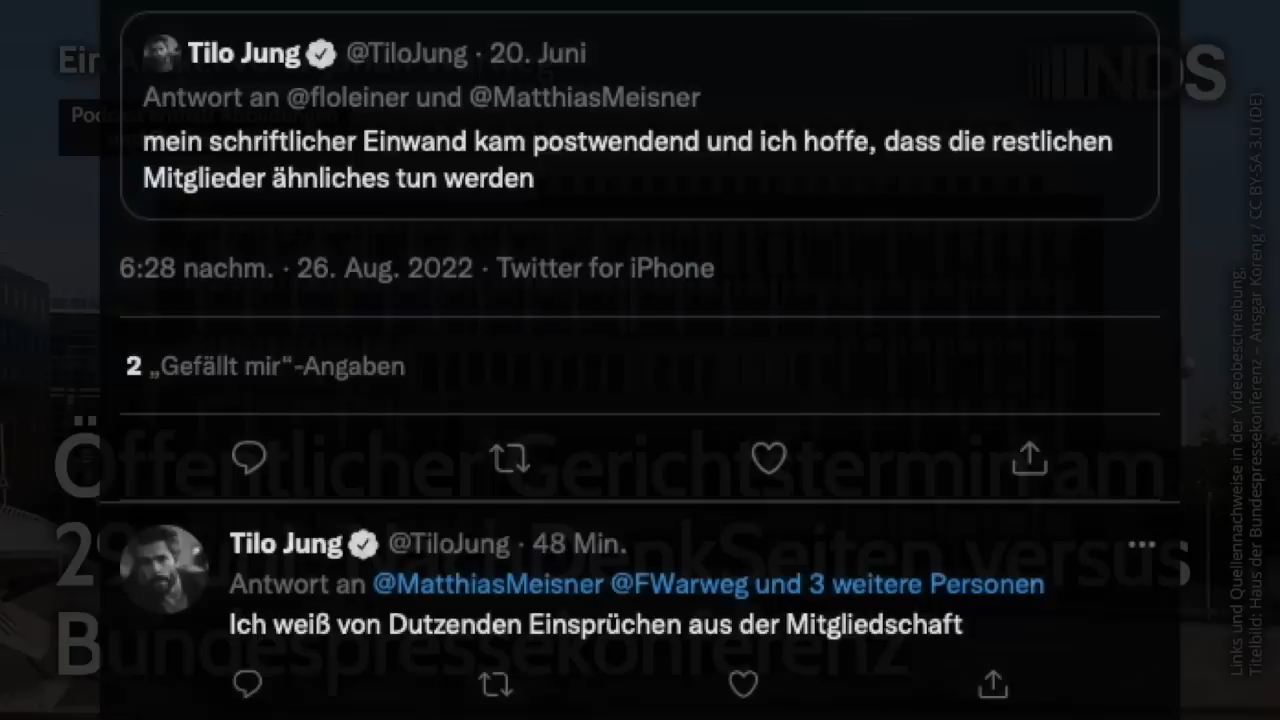 Tilo Jung @TiloJung · 20. Juni
Antwort an @floleiner und @MatthiasMeisner
mein schriftlicher Einwand kam postwendend und ich hoffe, dass die restlichen
Mitglieder ähnliches tun werden
6:28 nachm. · 26. Aug. 2022 · Twitter for iPhone
2 „Gefällt mir“-Angaben
Tilo Jung @TiloJung · 48 Min.
Antwort an @MatthiasMeisner @FWarweg und 3 weitere Personen
Ich weiß von Dutzenden Einsprüchen aus der Mitgliedschaft
NDS
Öffentlicher Gerichtstermin am
versus
Bundespressekonferenz
Links und Quellennachweise in der Videobeschreibung;
Titelbild: Haus der Bundespressekonferenz – Ansgar Koreng / CC BY-SA 3.0 (DE)